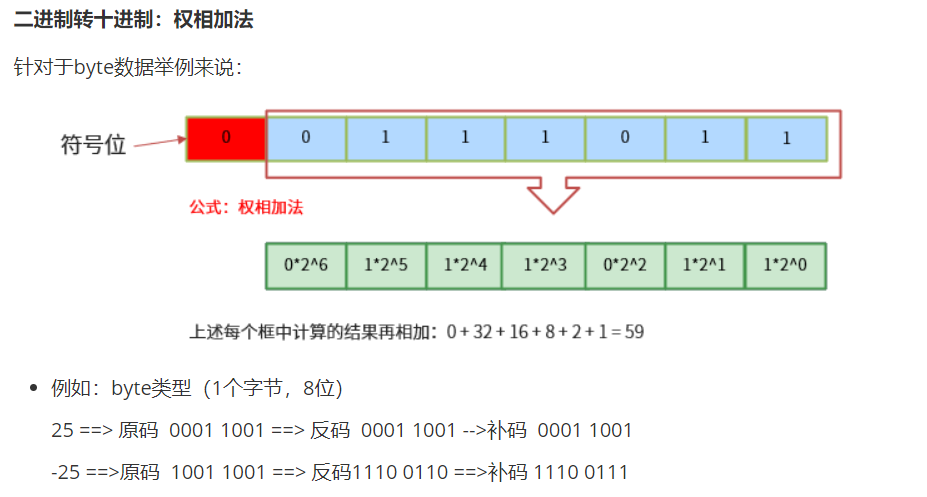 二进制转十进制：权相加法
针对于byte数据举例来说：
符号位 0 0 1 1 1 0 1 1
公式：权相加法
0*2^6 1*2^5 1*2^4 1*2^3 0*2^2 1*2^1 1*2^0
上述每个框中计算的结果再相加：0 + 32 + 16 + 8 + 2 + 1 = 59
• 例如：byte类型（1个字节，8位）
25 ==> 原码 0001 1001 ==> 反码 0001 1001 -->补码 0001 1001
-25 ==>原码 1001 1001 ==> 反码1110 0110 ==>补码 1110 0111